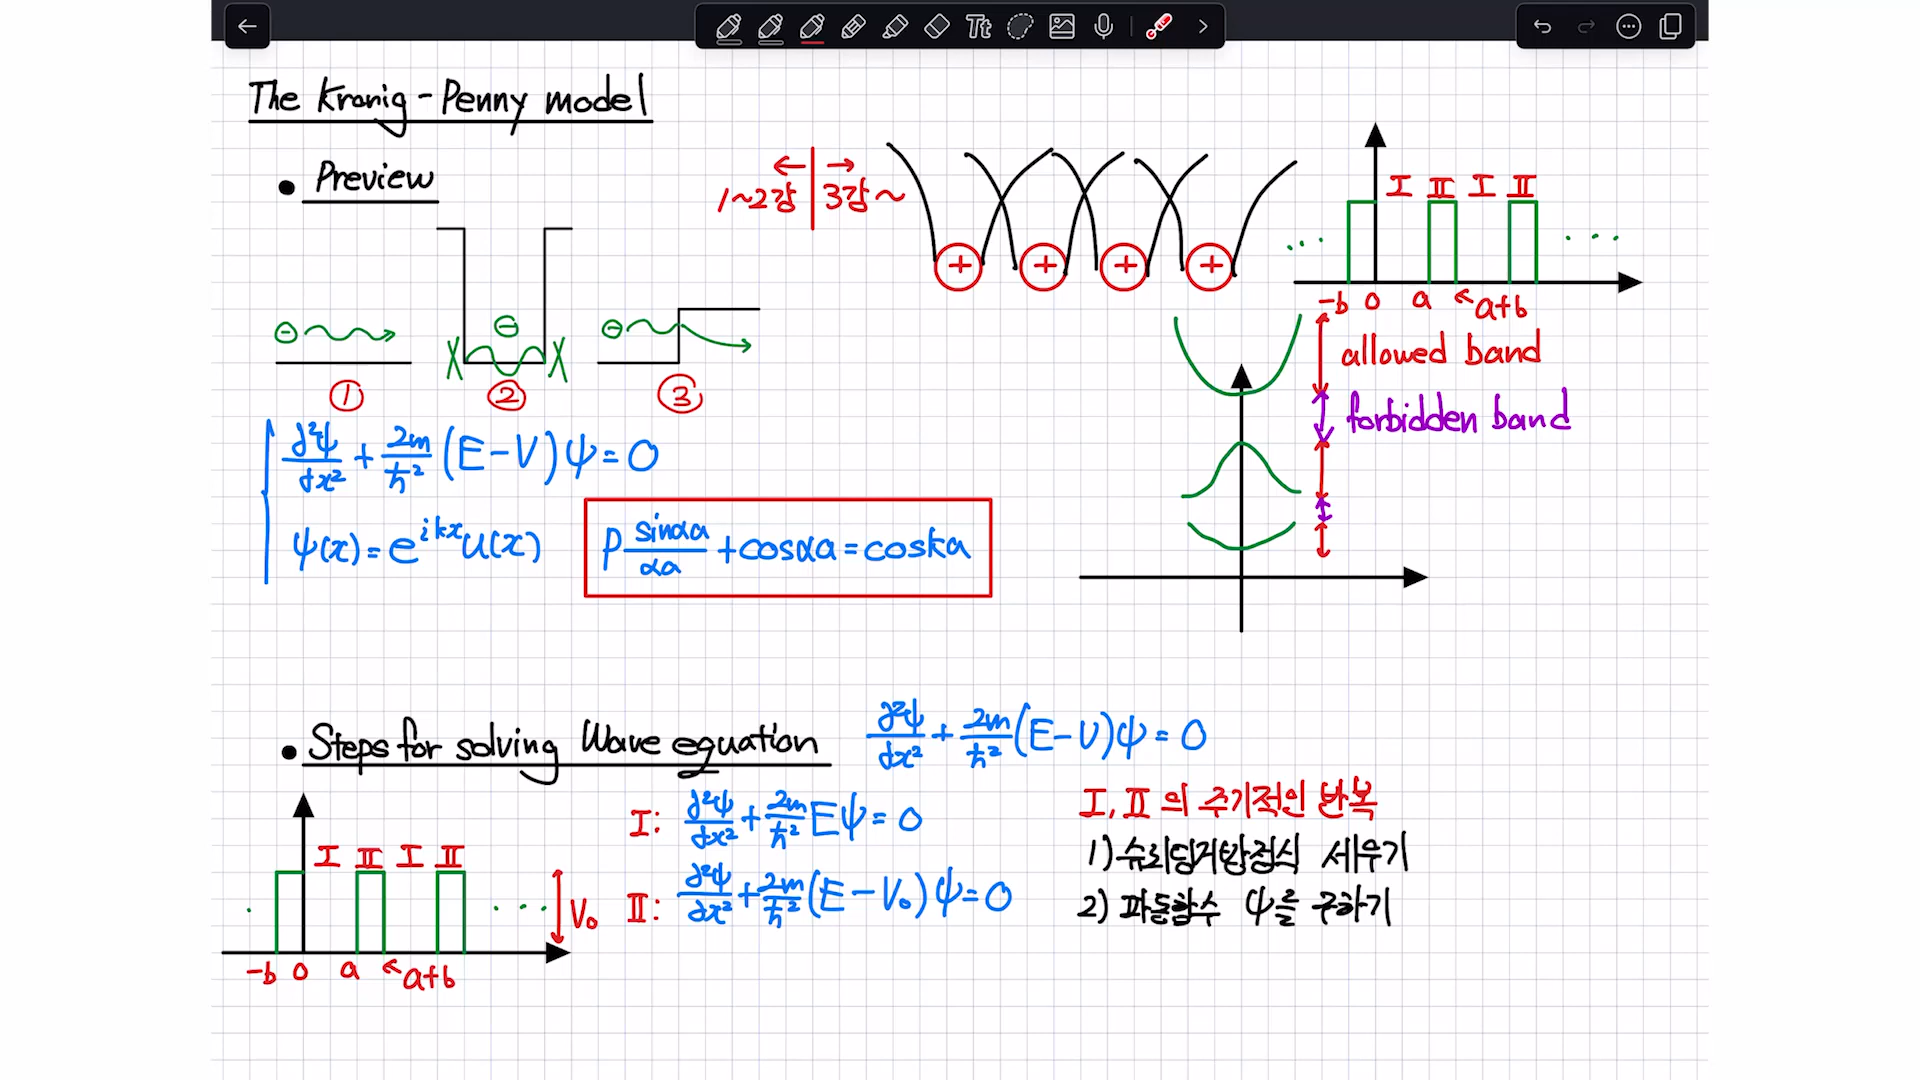 The Kronig-Penny model
• Preview
1~2강 | 3강~
I II I II
-b 0 a a+b
① ② ③
allowed band
forbidden band
d²ψ/dx² + 2m/ħ² (E-V)ψ = 0
ψ(x) = e^{ikx} u(x)
P sinαa/αa + cosαa = coska
• Steps for solving Wave equation
d²ψ/dx² + 2m/ħ² (E-V)ψ = 0
I: d²ψ/dx² + 2m/ħ² Eψ = 0
II: d²ψ/dx² + 2m/ħ² (E-V₀)ψ = 0
I, II 의 주기적인 반복
1) 슈뢰딩거방정식 세우기
2) 파동함수 ψ를 구하기
I II I II
V₀
-b 0 a a+b